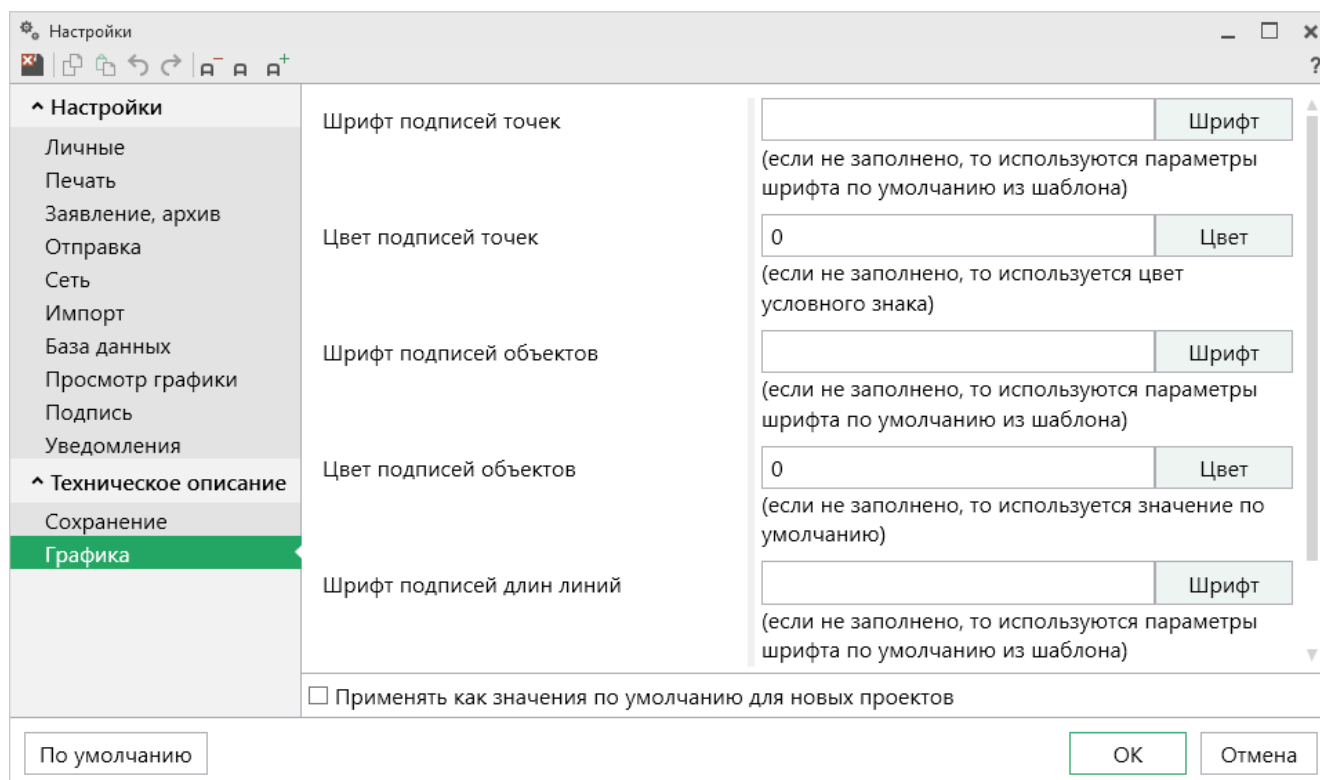 Настройки
?
Настройки
Личные
Печать
Заявление, архив
Отправка
Сеть
Импорт
База данных
Просмотр графики
Подпись
Уведомления
Техническое описание
Сохранение
Графика
Шрифт подписей точек
Шрифт
(если не заполнено, то используются параметры
шрифта по умолчанию из шаблона)
Цвет подписей точек
0
Цвет
(если не заполнено, то используется цвет
условного знака)
Шрифт подписей объектов
Шрифт
(если не заполнено, то используются параметры
шрифта по умолчанию из шаблона)
Цвет подписей объектов
0
Цвет
(если не заполнено, то используется значение по
умолчанию)
Шрифт подписей длин линий
Шрифт
(если не заполнено, то используются параметры
шрифта по умолчанию из шаблона)
Применять как значения по умолчанию для новых проектов
По умолчанию
ОК
Отмена